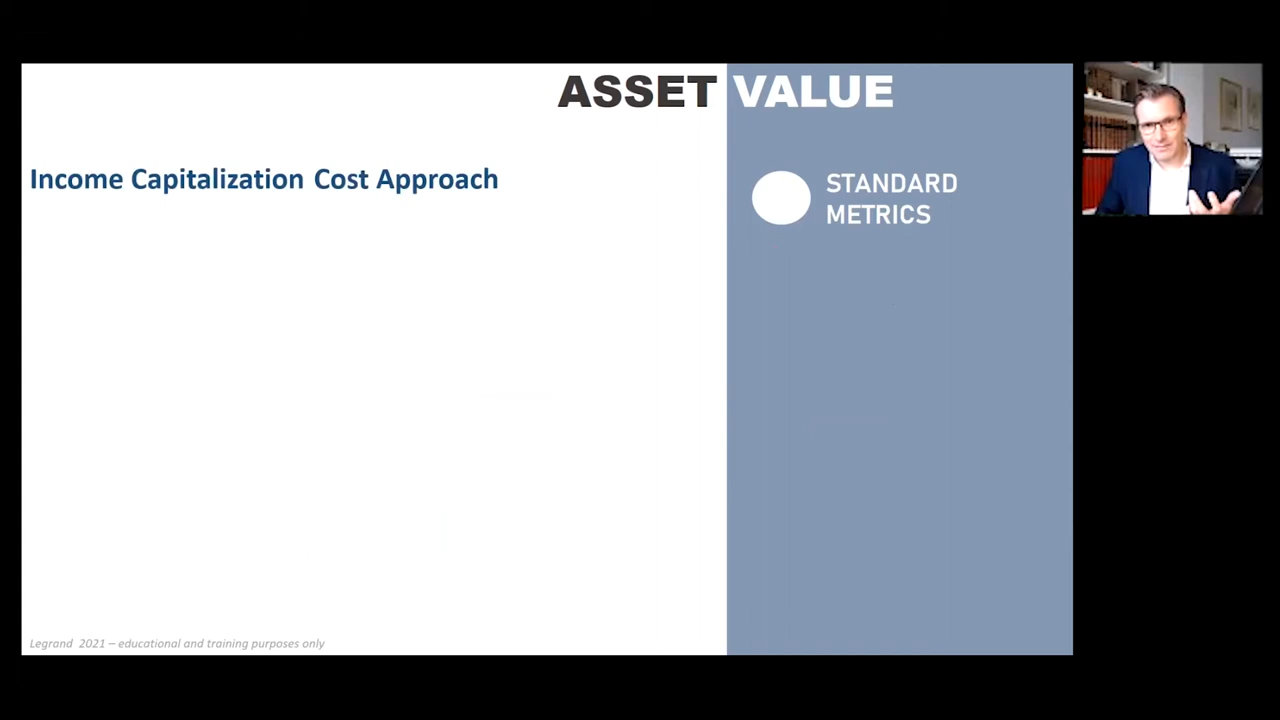 ASSET VALUE
Income Capitalization Cost Approach
STANDARD
METRICS
Legrand 2021 – educational and training purposes only